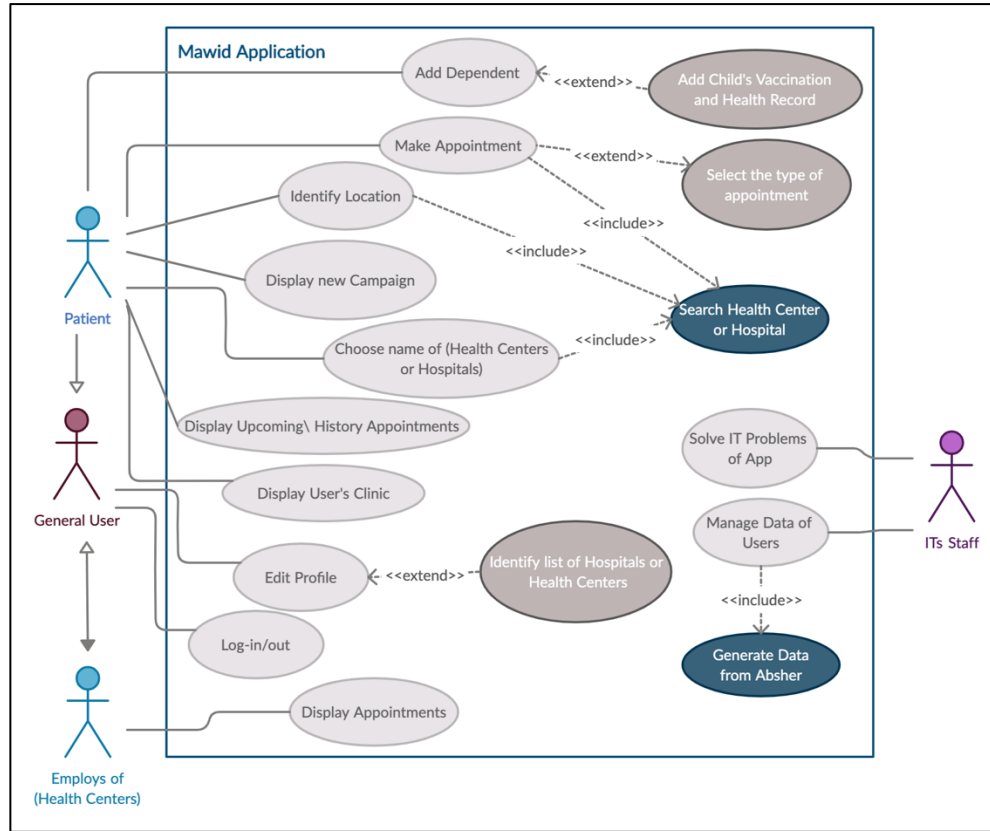 Mawid Application
Add Dependent
<<extend>>
Add Child's Vaccination
and Health Record
Make Appointment
<<extend>>
Select the type of
appointment
Identify Location
<<include>>
<<include>>
Display new Campaign
Search Health Center
or Hospital
Patient
Choose name of (Health Centers
or Hospitals)
<<include>>
Display Upcoming\ History Appointments
Solve IT Problems
of App
Display User's Clinic
General User
Manage Data of
Users
ITs Staff
Edit Profile
<<extend>>
Identify list of Hospitals or
Health Centers
<<include>>
Log-in/out
Generate Data
from Absher
Display Appointments
Employs of
(Health Centers)